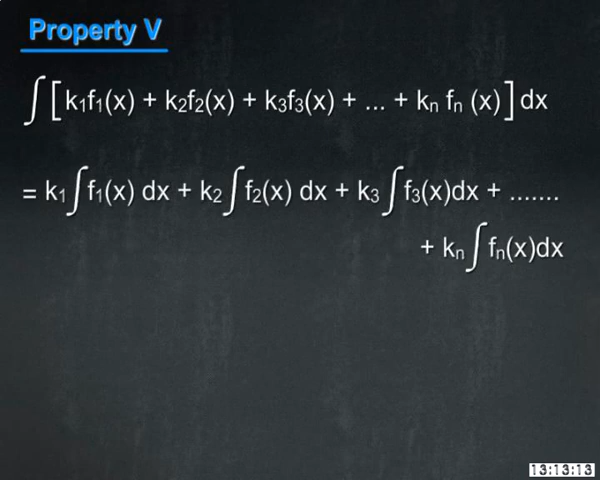 Property V
∫[k₁f₁(x) + k₂f₂(x) + k₃f₃(x) + ... + kₙ fₙ (x)]dx
= k₁∫f₁(x) dx + k₂∫f₂(x) dx + k₃∫f₃(x)dx + .......
+ kₙ∫fₙ(x)dx
13:13:13